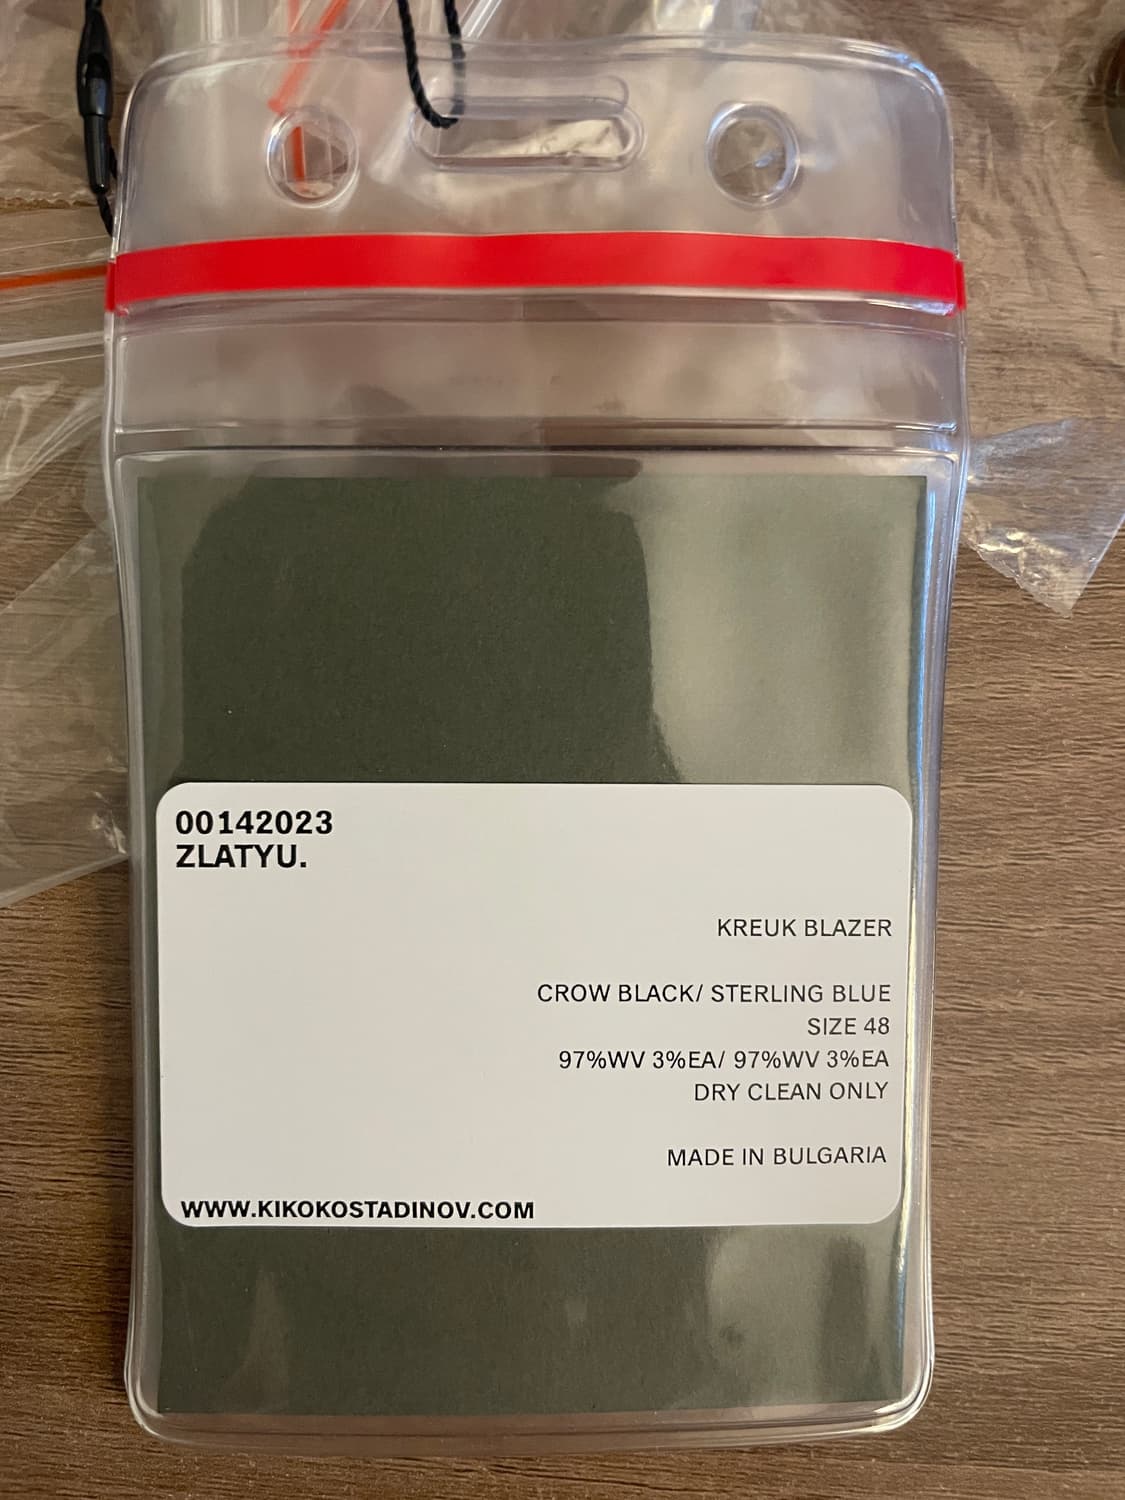 00142023
ZLATYU.
KREUK BLAZER
CROW BLACK/ STERLING BLUE
SIZE 48
97%WV 3%EA/ 97%WV 3%EA
DRY CLEAN ONLY
MADE IN BULGARIA
WWW.KIKOKOSTADINOV.COM